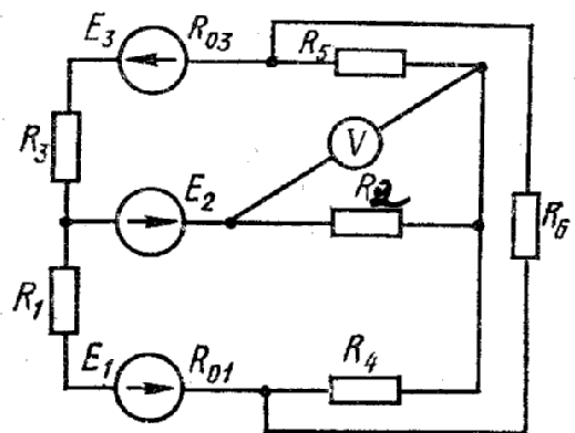 E₃ R₀₃ R₅
R₃ V
E₂ R₂
R₆
R₁
E₁ R₀₁ R₄